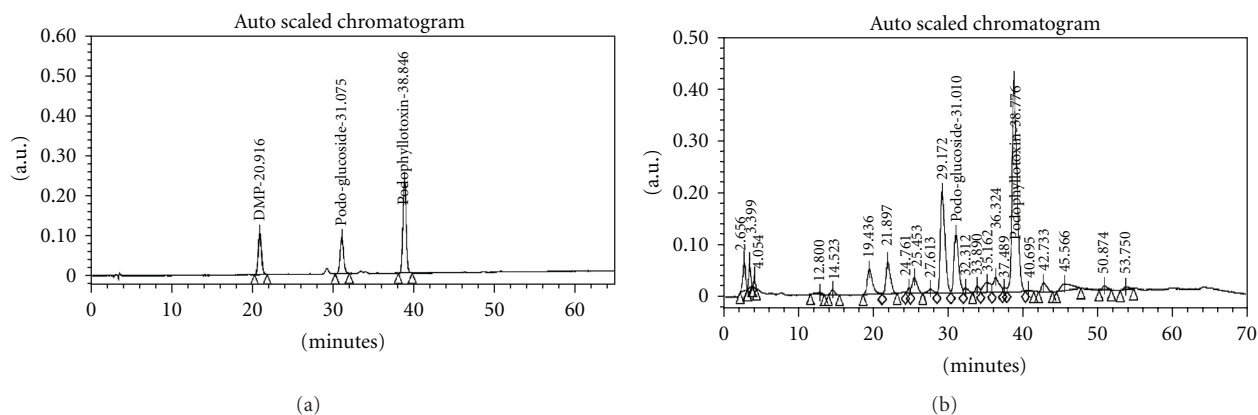 Auto scaled chromatogram
0.60
0.50
0.40
0.30
0.20
0.10
0
(a.u.)
DMP-20.916
Podo-glucoside-31.075
Podophyllotoxin-38.846
0 10 20 30 40 50 60
(minutes)
(a)
Auto scaled chromatogram
0.50
0.40
0.30
0.20
0.10
0
(a.u.)
2.656
3.399
4.054
12.800
14.523
19.436
21.897
24.761
25.453
27.613
29.172
Podo-glucoside-31.010
32.312
33.890
35.162
36.324
37.489
Podophyllotoxin-38.776
40.695
42.733
45.566
50.874
53.750
0 10 20 30 40 50 60 70
(minutes)
(b)